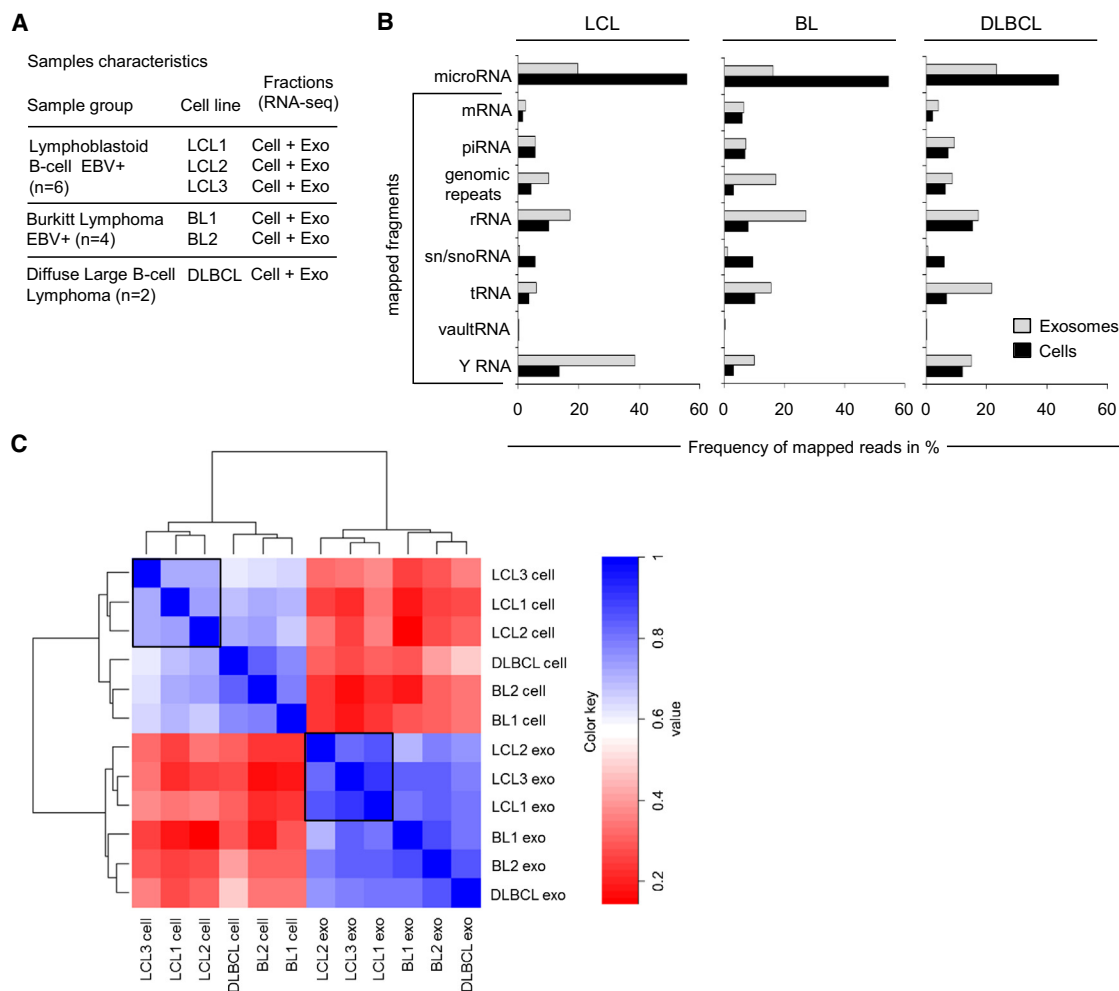 A
Samples characteristics
Sample group Cell line Fractions (RNA-seq)
Lymphoblastoid LCL1 Cell + Exo
B-cell EBV+ LCL2 Cell + Exo
(n=6) LCL3 Cell + Exo
Burkitt Lymphoma BL1 Cell + Exo
EBV+ (n=4) BL2 Cell + Exo
Diffuse Large B-cell DLBCL Cell + Exo
Lymphoma (n=2)
B
LCL BL DLBCL
microRNA
mRNA
piRNA
genomic
repeats
rRNA
sn/snoRNA
tRNA
vaultRNA
Y RNA
mapped fragments
Exosomes
Cells
0 20 40 60 0 20 40 60 0 20 40 60
Frequency of mapped reads in %
C
LCL3 cell
LCL1 cell
LCL2 cell
DLBCL cell
BL2 cell
BL1 cell
LCL2 exo
LCL3 exo
LCL1 exo
BL1 exo
BL2 exo
DLBCL exo
LCL3 cell LCL1 cell LCL2 cell DLBCL cell BL2 cell BL1 cell LCL2 exo LCL3 exo LCL1 exo BL1 exo BL2 exo DLBCL exo
Color key
value
1
0.8
0.6
0.4
0.2